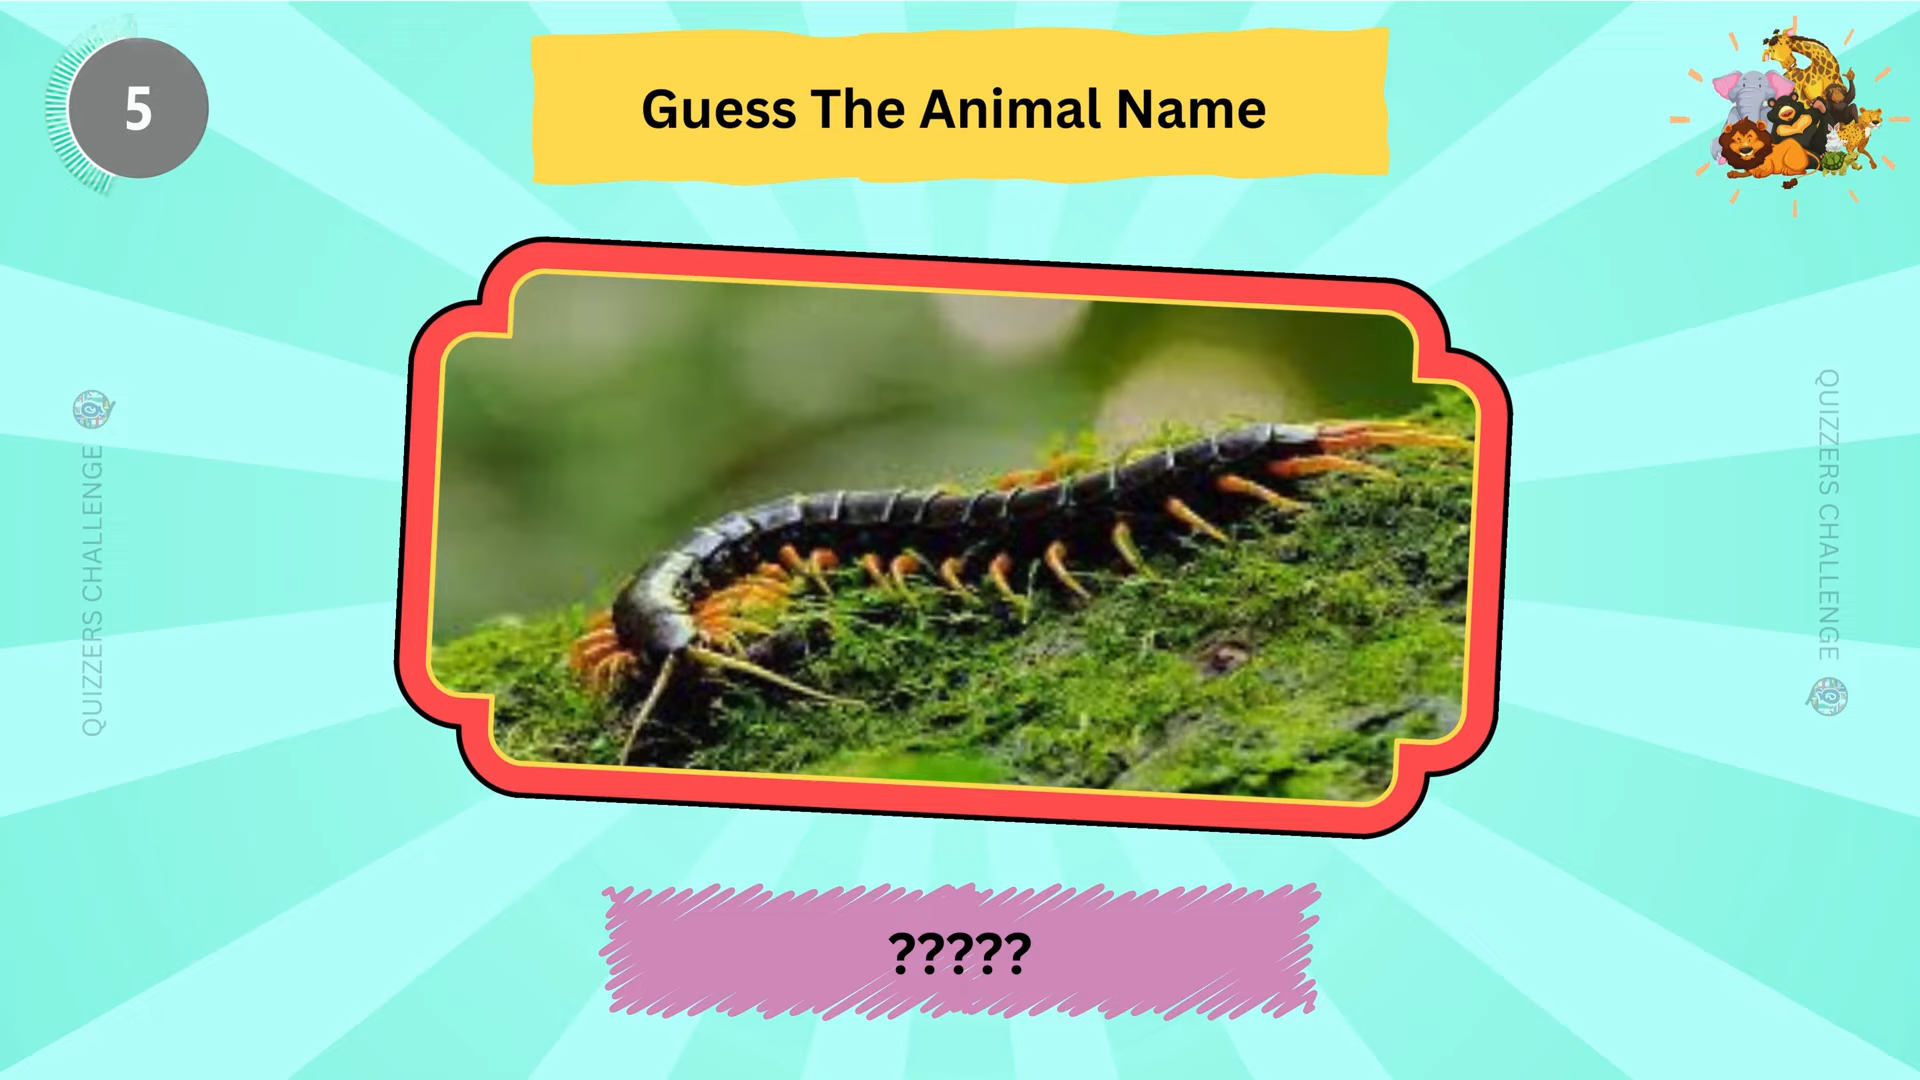 5
Guess The Animal Name
QUIZZERS CHALLENGE
QUIZZERS CHALLENGE
?????